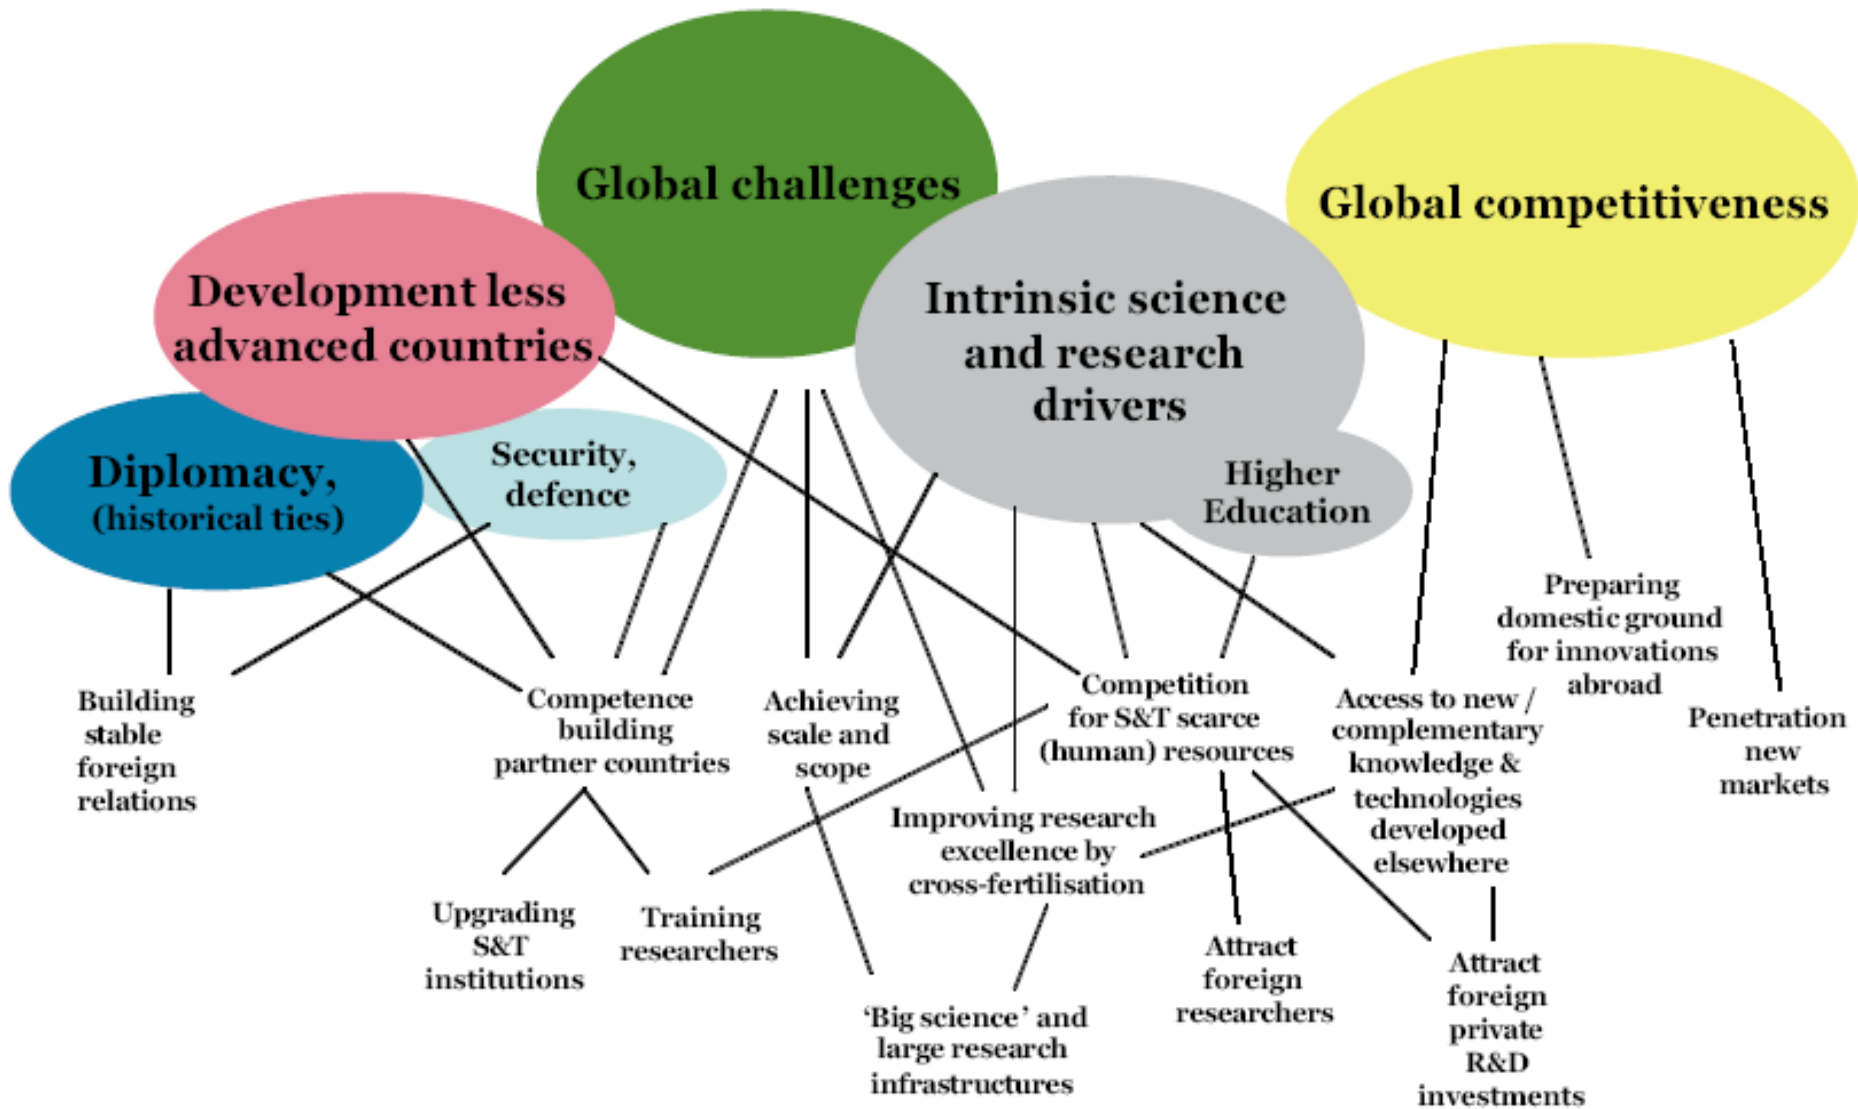 Global challenges
Global competitiveness
Development less
advanced countries
Intrinsic science
and research
drivers
Diplomacy,
(historical ties)
Security,
defence
Higher
Education
Building
stable
foreign
relations
Competence
building
partner countries
Achieving
scale and
scope
Competition
for S&T scarce
(human) resources
Access to new /
complementary
knowledge &
technologies
developed
elsewhere
Preparing
domestic ground
for innovations
abroad
Penetration
new
markets
Improving research
excellence by
cross-fertilisation
Upgrading
S&T
institutions
Training
researchers
‘Big science’ and
large research
infrastructures
Attract
foreign
researchers
Attract
foreign
private
R&D
investments